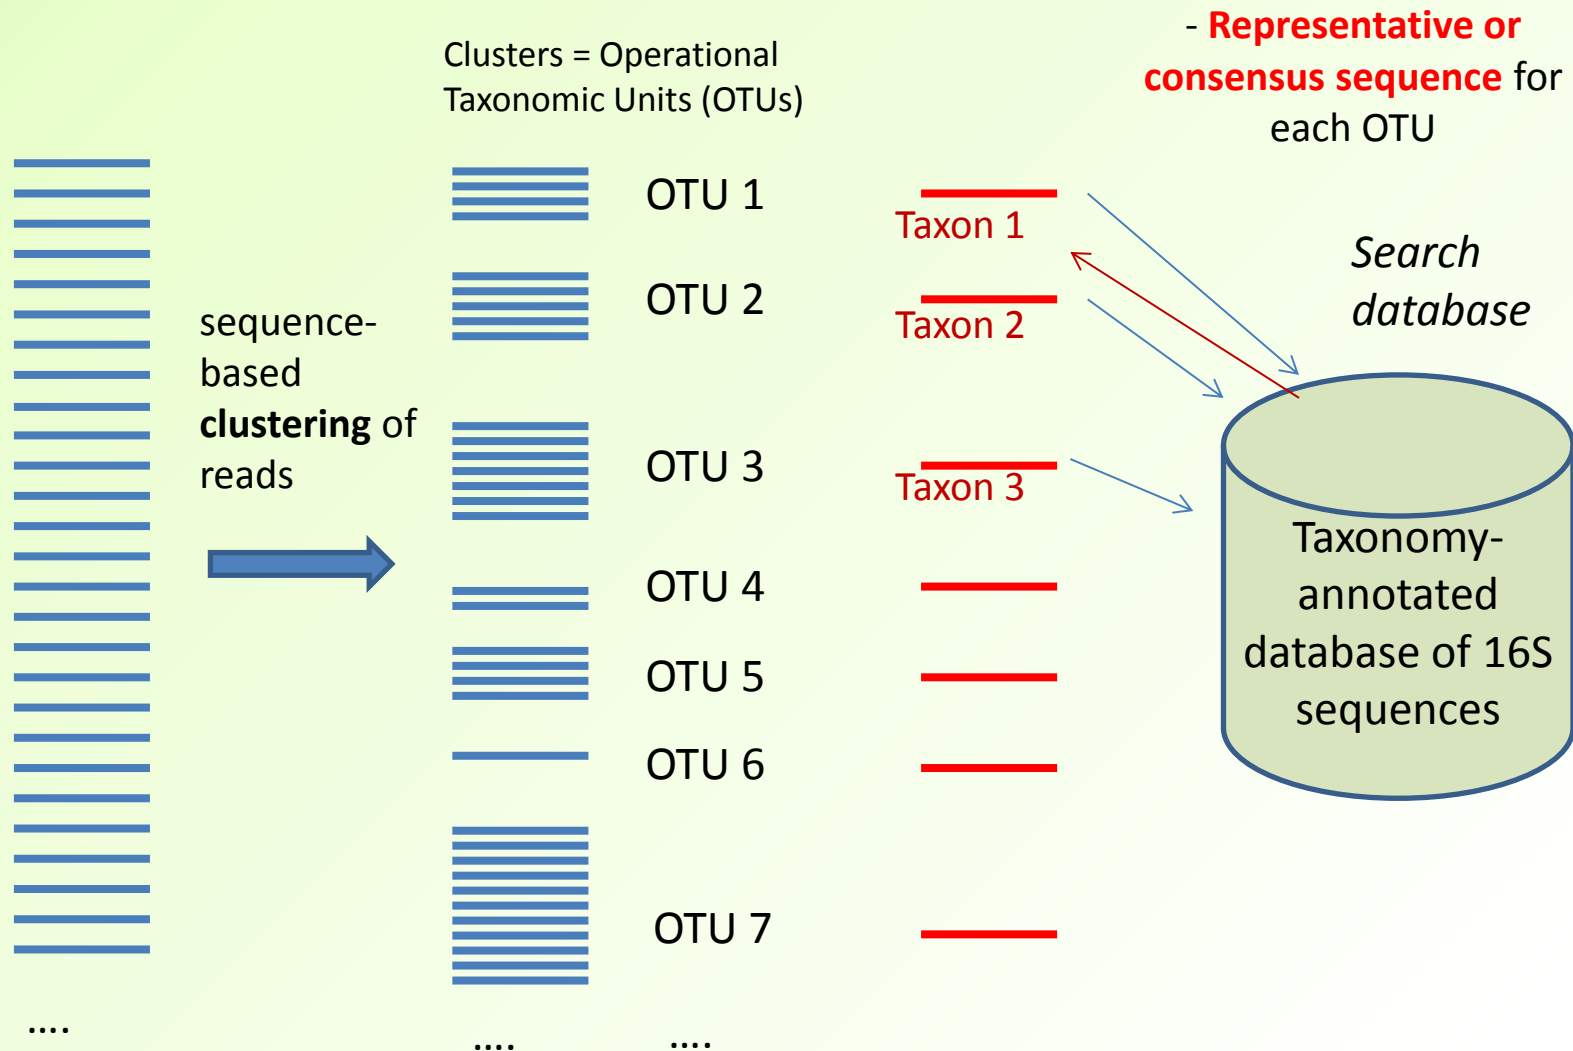 Clusters = Operational
Taxonomic Units (OTUs)
- Representative or
consensus sequence for
each OTU
sequence-
based
clustering of
reads
OTU 1
OTU 2
OTU 3
OTU 4
OTU 5
OTU 6
OTU 7
Taxon 1
Taxon 2
Taxon 3
Search
database
Taxonomy-
annotated
database of 16S
sequences
....
....
....